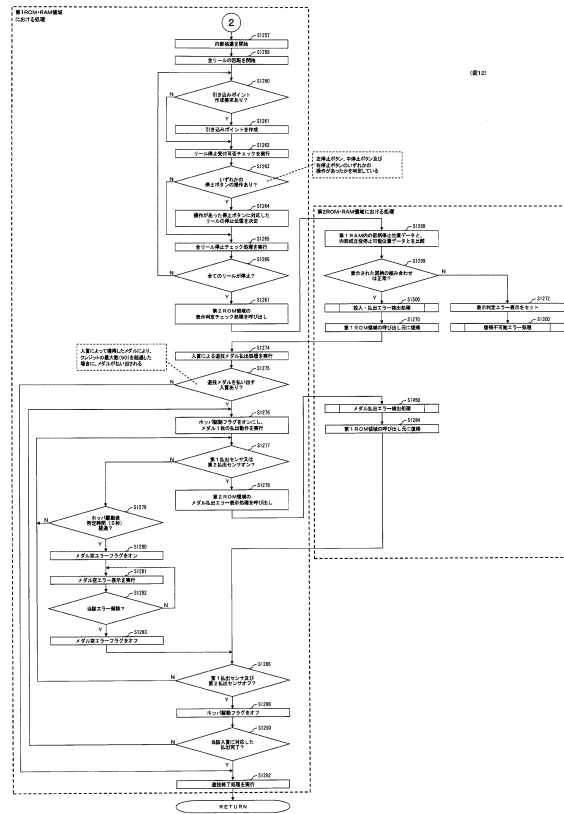 第1ROM・RAM領域
における処理
2
S1257
内部抽選を開始
S1258
全リールの回転を開始
(図12)
S1260
引き込みポイント
作成要求あり?
N
Y
S1261
引き込みポイントを作成
S1262
リール停止受付可否チェックを実行
S1263
いずれかの
停止ボタンの操作あり?
N
Y
左停止ボタン、中停止ボタン及び
右停止ボタンのいずれかの
操作があったかを判定している
S1264
操作があった停止ボタンに対応した
リールの停止位置を決定
S1265
全リール停止チェック処理を実行
S1266
全てのリールが停止?
N
Y
S1267
第2ROM領域の
表示判定チェック処理を呼び出し
第2ROM・RAM領域における処理
S1268
第1RAM内の図柄停止位置データと、
内部成立役停止可能位置データとを比較
S1269
表示された図柄の組み合わせ
は正常?
N
Y
S1500
投入・払出エラー検出処理
S1270
第1ROM領域の呼び出し元に復帰
S1272
表示判定エラー表示をセット
S1300
復帰不可能エラー処理
S1274
入賞による遊技メダル払出処理を実行
入賞によって獲得したメダルにより、
クレジットの最大数(50)を超過した
場合に、メダルが払い出される
S1275
遊技メダルを払い出す
入賞あり?
N
Y
S1276
ホッパ駆動フラグをオンにし、
メダル1枚の払出動作を実行
S1277
第1払出センサ又は
第2払出センサオン?
N
Y
S1278
第2ROM領域の
メダル払出エラー表示処理を呼び出し
S1450
メダル払出エラー検出処理
S1284
第1ROM領域の呼び出し元に復帰
S1279
ホッパ駆動後
所定時間(5秒)
経過?
N
Y
S1280
メダル空エラーフラグをオン
S1281
メダル空エラー表示を実行
S1282
当該エラー解除?
N
Y
S1283
メダル空エラーフラグをオフ
S1286
第1払出センサ及び
第2払出センサオフ?
N
Y
S1288
ホッパ駆動フラグをオフ
S1290
当該入賞に対応した
払出完了?
N
Y
S1292
遊技終了処理を実行
RETURN